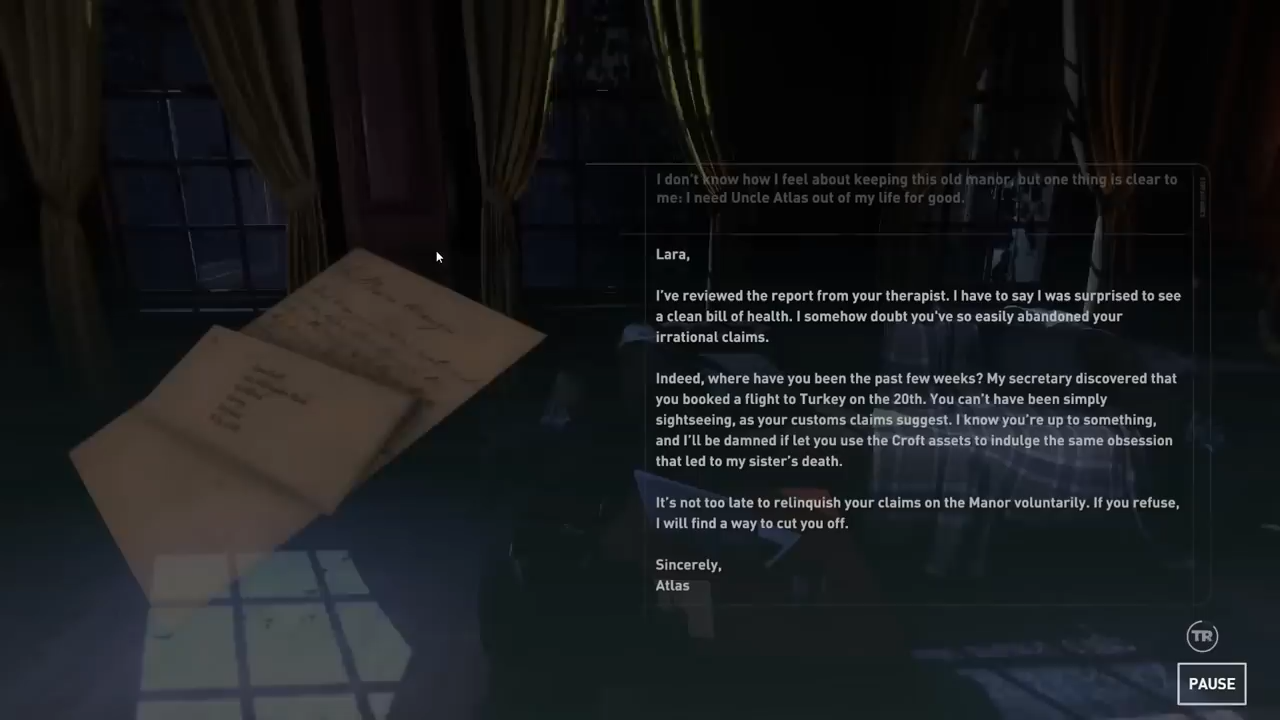 I don't know how I feel about keeping this old manor, but one thing is clear to
me: I need Uncle Atlas out of my life for good.
Lara,
I've reviewed the report from your therapist. I have to say I was surprised to see
a clean bill of health. I somehow doubt you've so easily abandoned your
irrational claims.
Indeed, where have you been the past few weeks? My secretary discovered that
you booked a flight to Turkey on the 20th. You can't have been simply
sightseeing, as your customs claims suggest. I know you're up to something,
and I'll be damned if let you use the Croft assets to indulge the same obsession
that led to my sister's death.
It's not too late to relinquish your claims on the Manor voluntarily. If you refuse,
I will find a way to cut you off.
Sincerely,
Atlas
TR
PAUSE